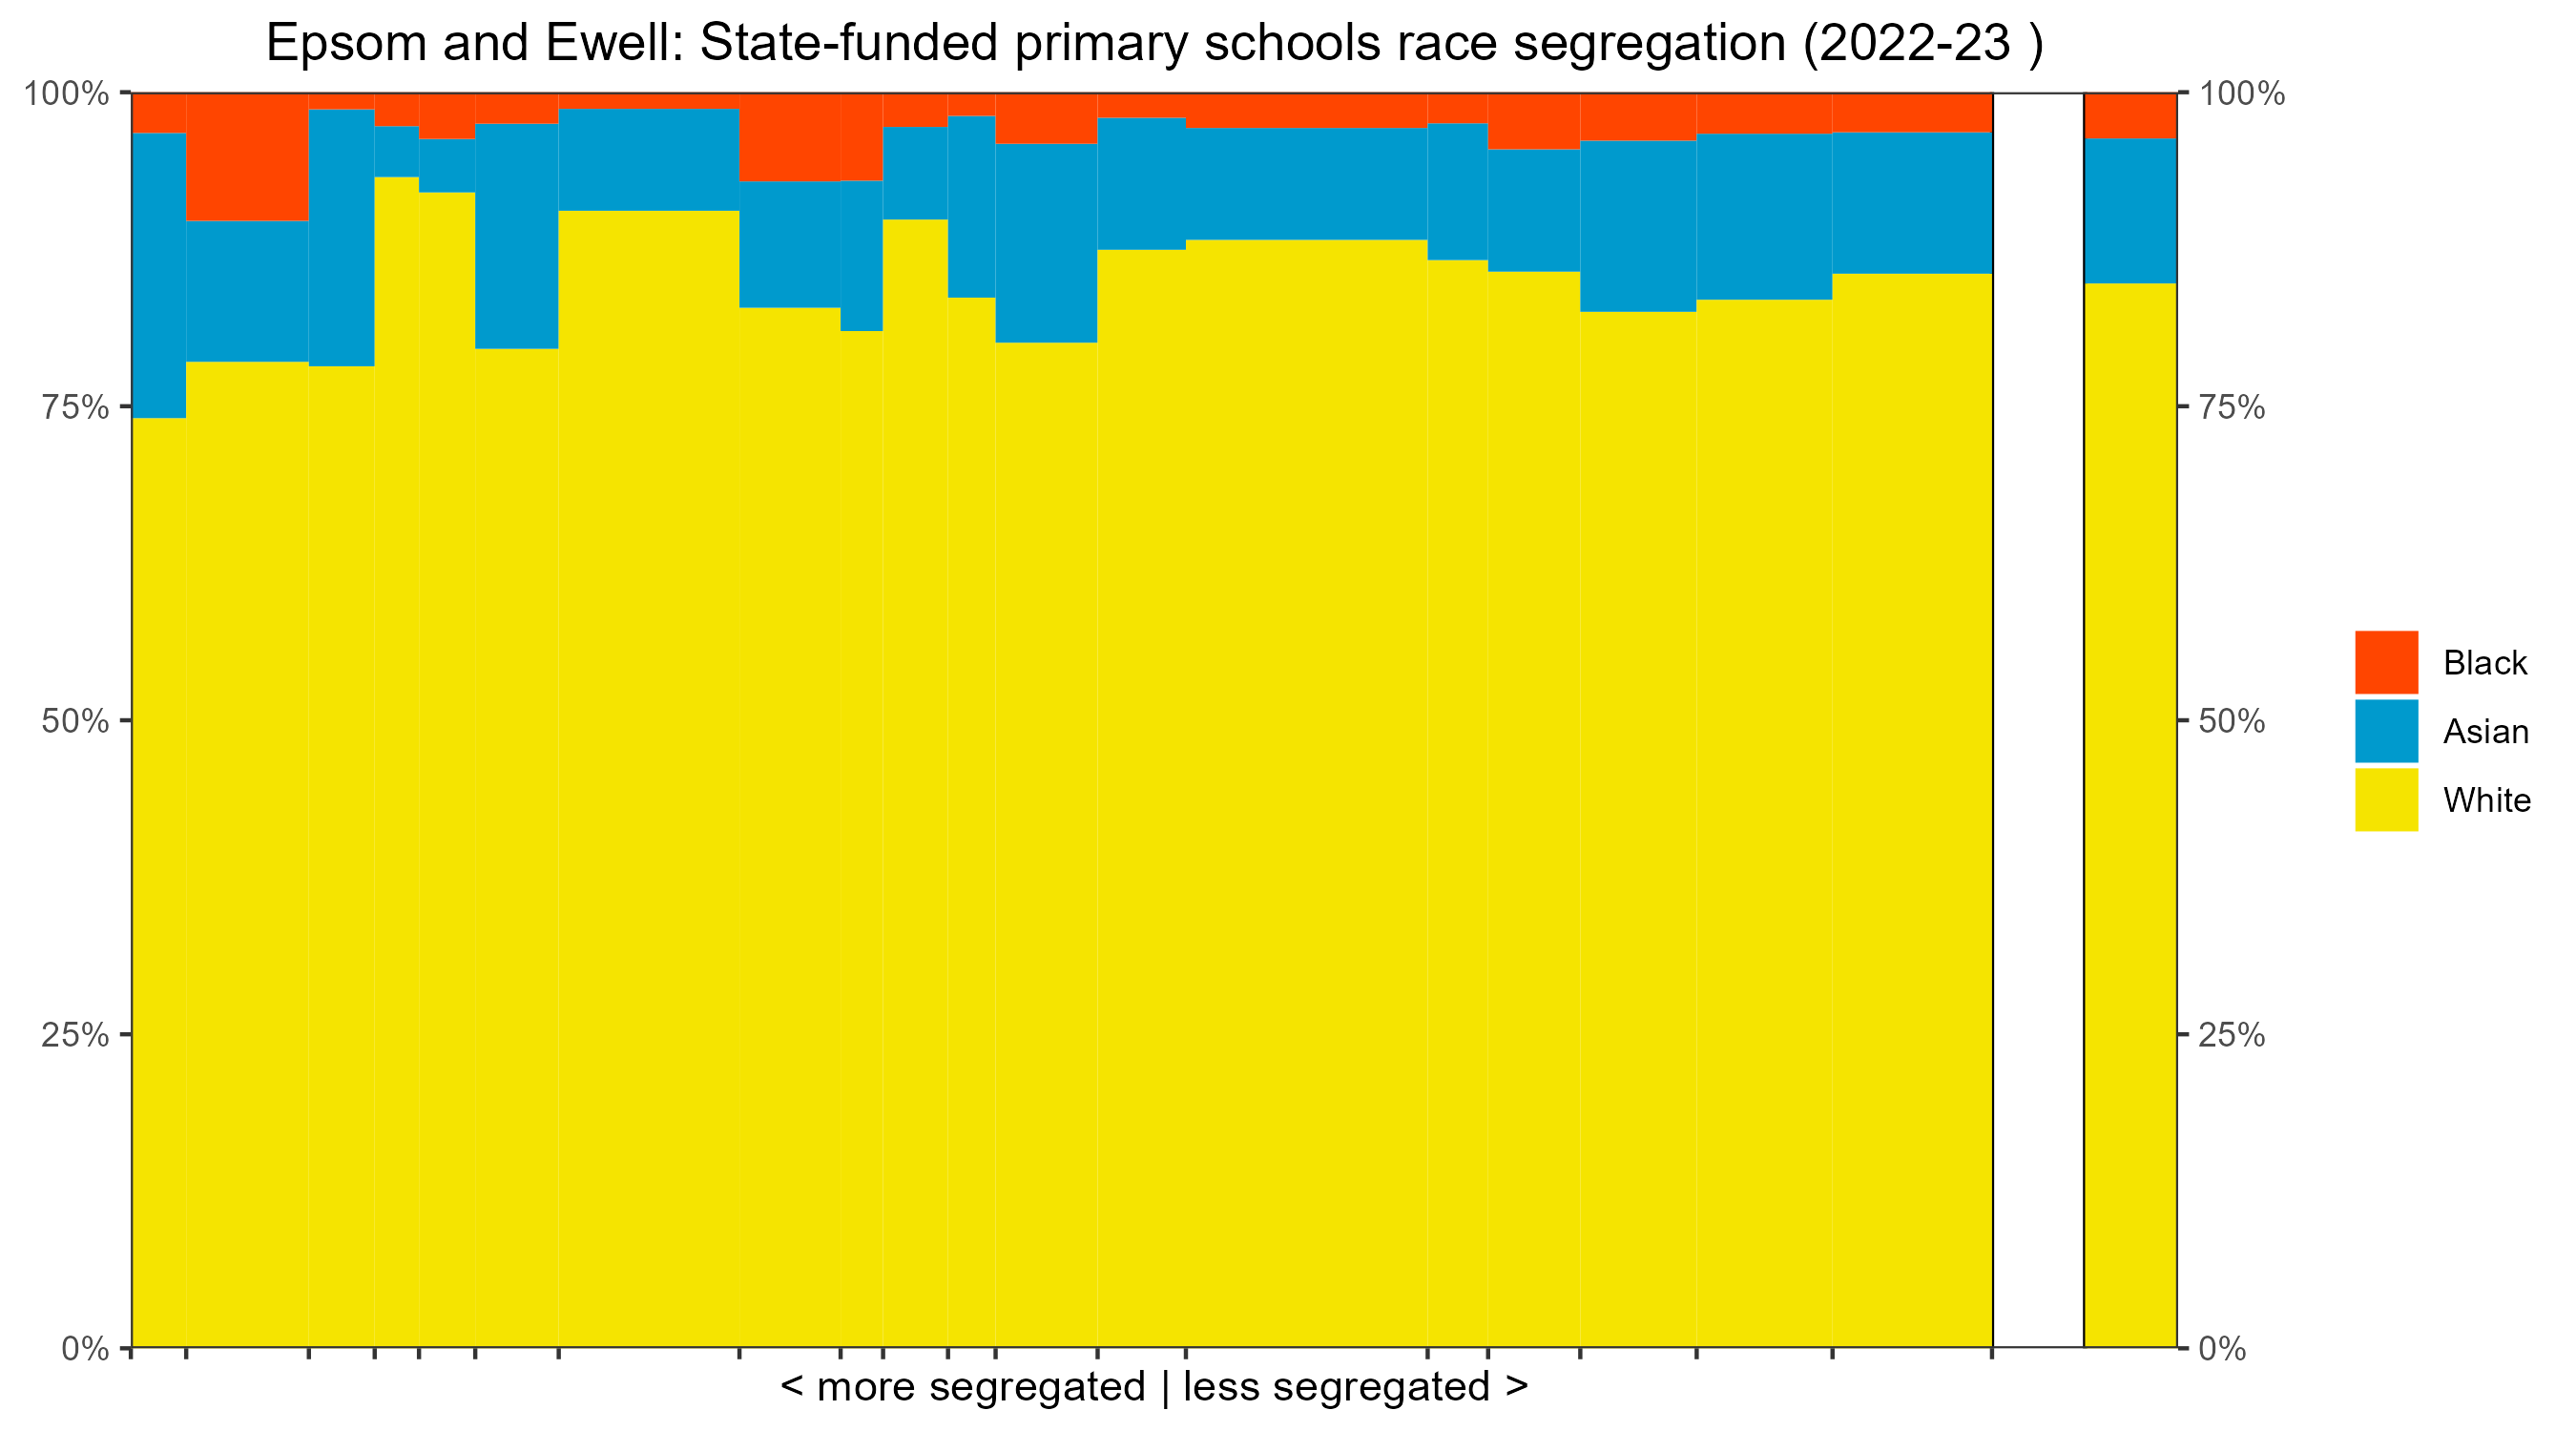 Epsom and Ewell: State-funded primary schools race segregation (2022-23 )
100%
75%
50%
25%
0%
100%
75%
50%
25%
0%
Black
Asian
White
< more segregated | less segregated >